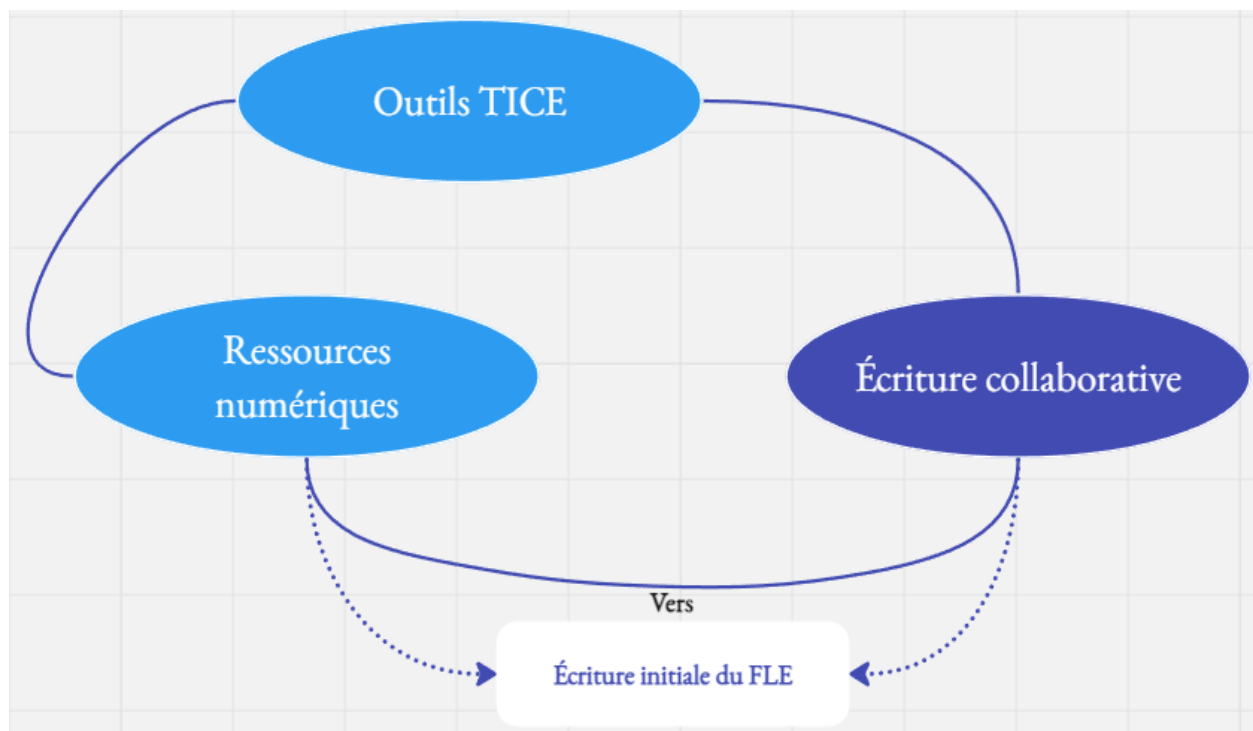 Outils TICE
Ressources
numériques
Écriture collaborative
Vers
Écriture initiale du FLE